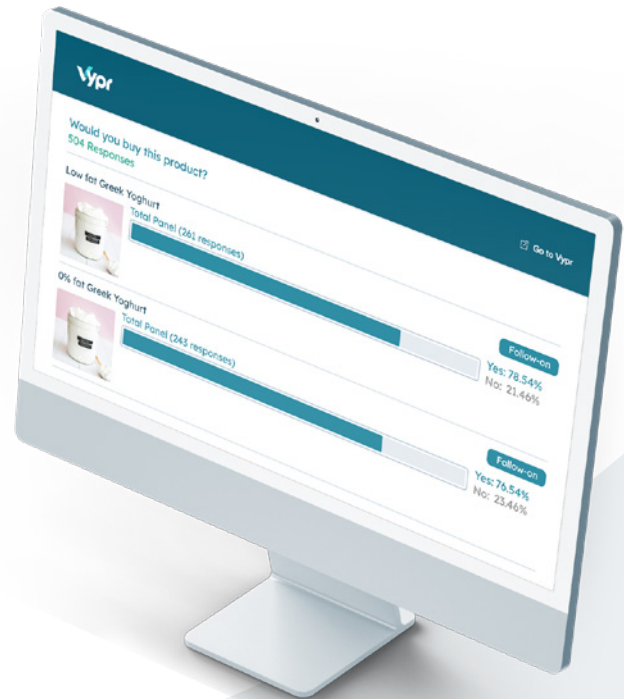 Vypr
Go to Vypr
Would you buy this product?
504 Responses
Low fat Greek Yoghurt
Total Panel (261 responses)
Follow-on
Yes: 78.54%
No: 21.46%
0% fat Greek Yoghurt
Total Panel (243 responses)
Follow-on
Yes: 76.54%
No: 23.46%